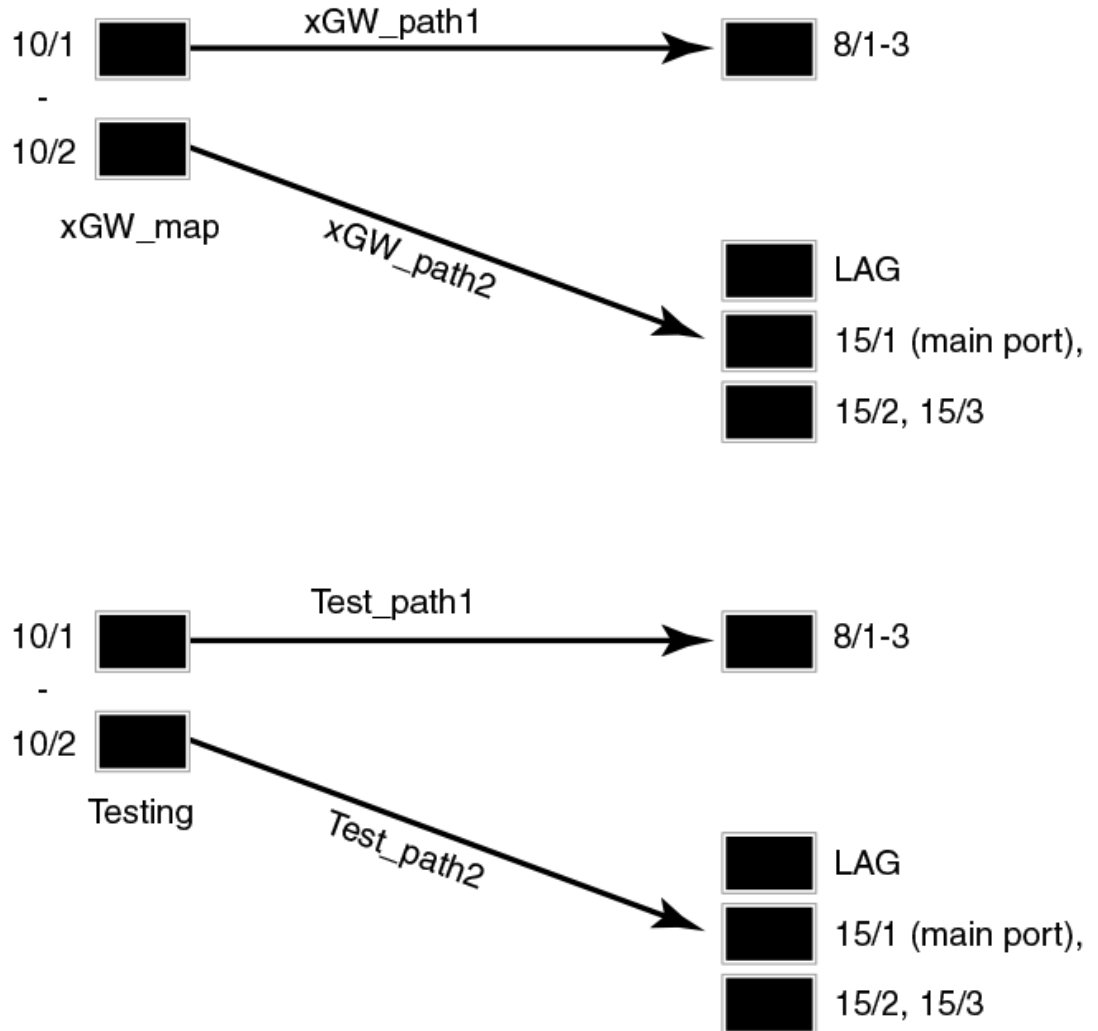 10/1
xGW_path1
8/1-3
-
10/2
xGW_map
xGW_path2
LAG
15/1 (main port),
15/2, 15/3
10/1
Test_path1
8/1-3
-
10/2
Testing
Test_path2
LAG
15/1 (main port),
15/2, 15/3